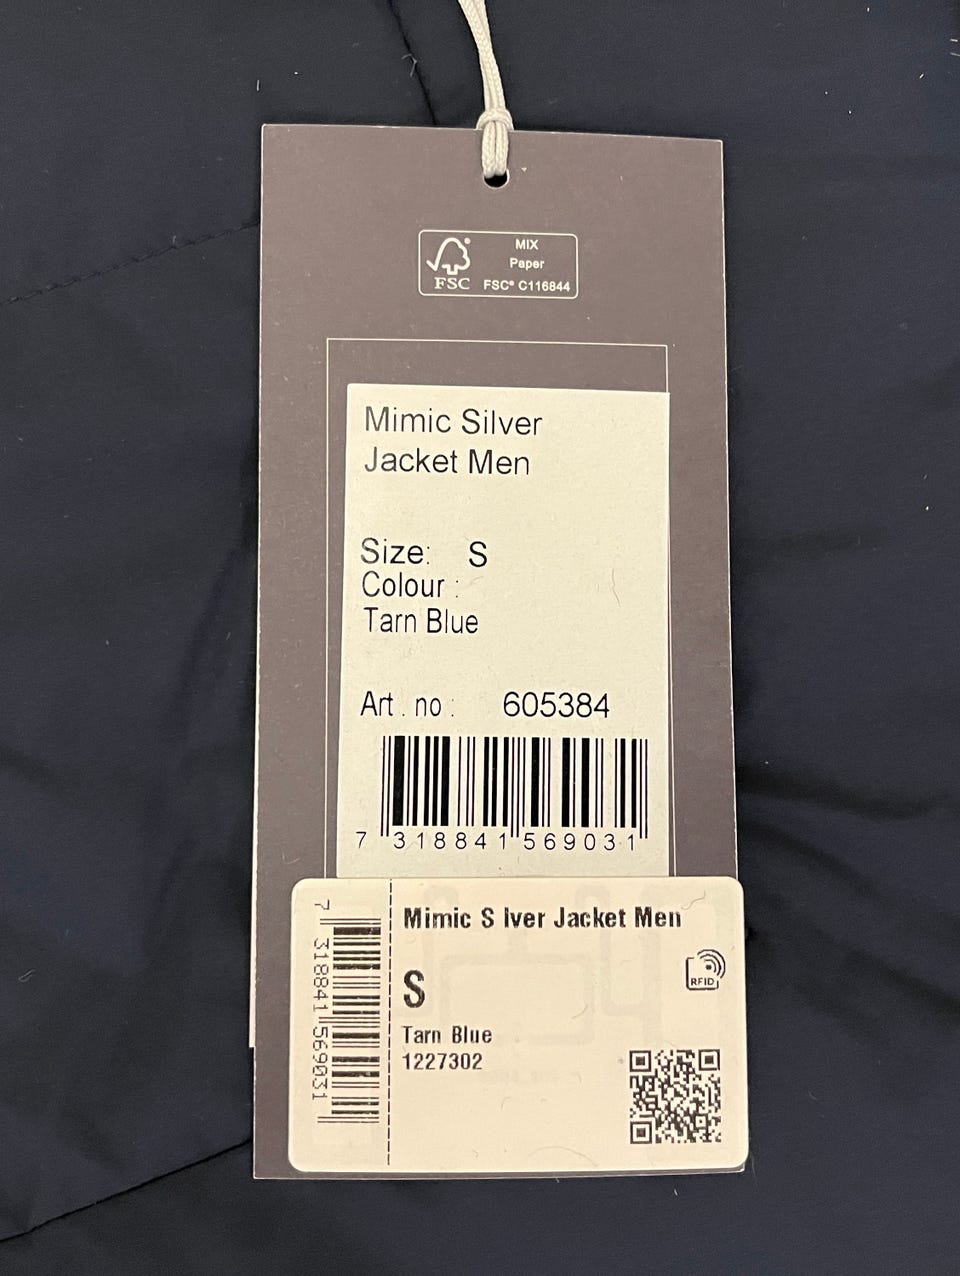 MIX
Paper
FSC
FSC® C116844
Mimic Silver
Jacket Men
Size: S
Colour :
Tarn Blue
Art. no : 605384
7 318841 569031
Mimic S lver Jacket Men
RFID
S
Tarn Blue
1227302
7 318841 569031